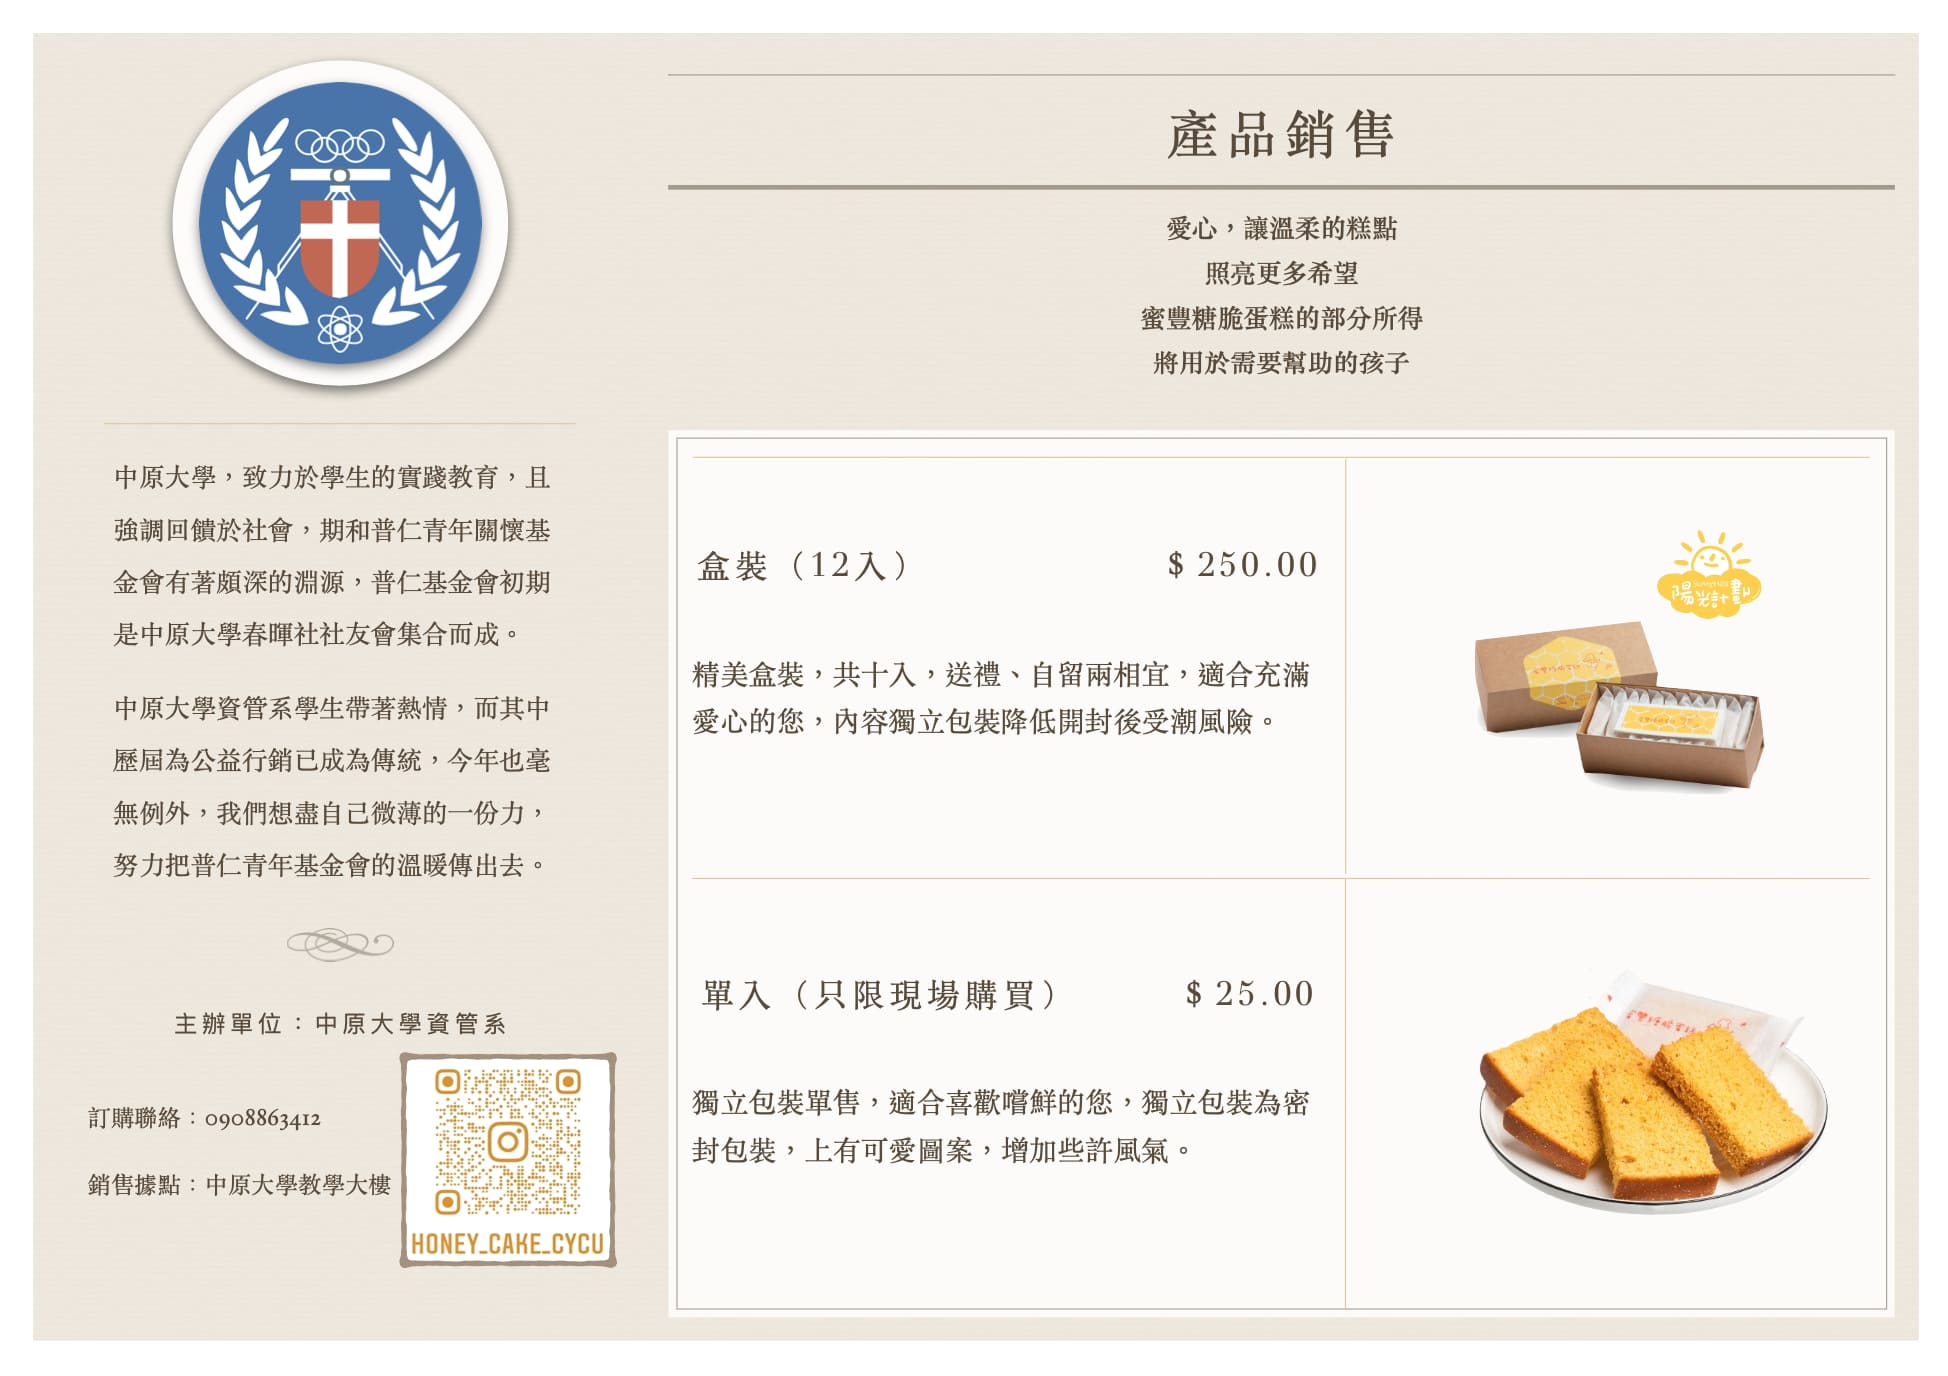 中原大學，致力於學生的實踐教育，且
強調回饋於社會，期和普仁青年關懷基
金會有著頗深的淵源，普仁基金會初期
是中原大學春暉社社友會集合而成。
中原大學資管系學生帶著熱情，而其中
歷屆為公益行銷已成為傳統，今年也毫
無例外，我們想盡自己微薄的一份力，
努力把普仁青年基金會的溫暖傳出去。
主辦單位：中原大學資管系
訂購聯絡：0908863412
銷售據點：中原大學教學大樓
HONEY_CAKE_CYCU
產品銷售
愛心，讓溫柔的糕點
照亮更多希望
蜜豐糖脆蛋糕的部分所得
將用於需要幫助的孩子
盒裝（12入） $ 250.00
精美盒裝，共十入，送禮、自留兩相宜，適合充滿
愛心的您，內容獨立包裝降低開封後受潮風險。
SunnyHills
陽光計劃
單入（只限現場購買） $ 25.00
獨立包裝單售，適合喜歡嚐鮮的您，獨立包裝為密
封包裝，上有可愛圖案，增加些許風氣。